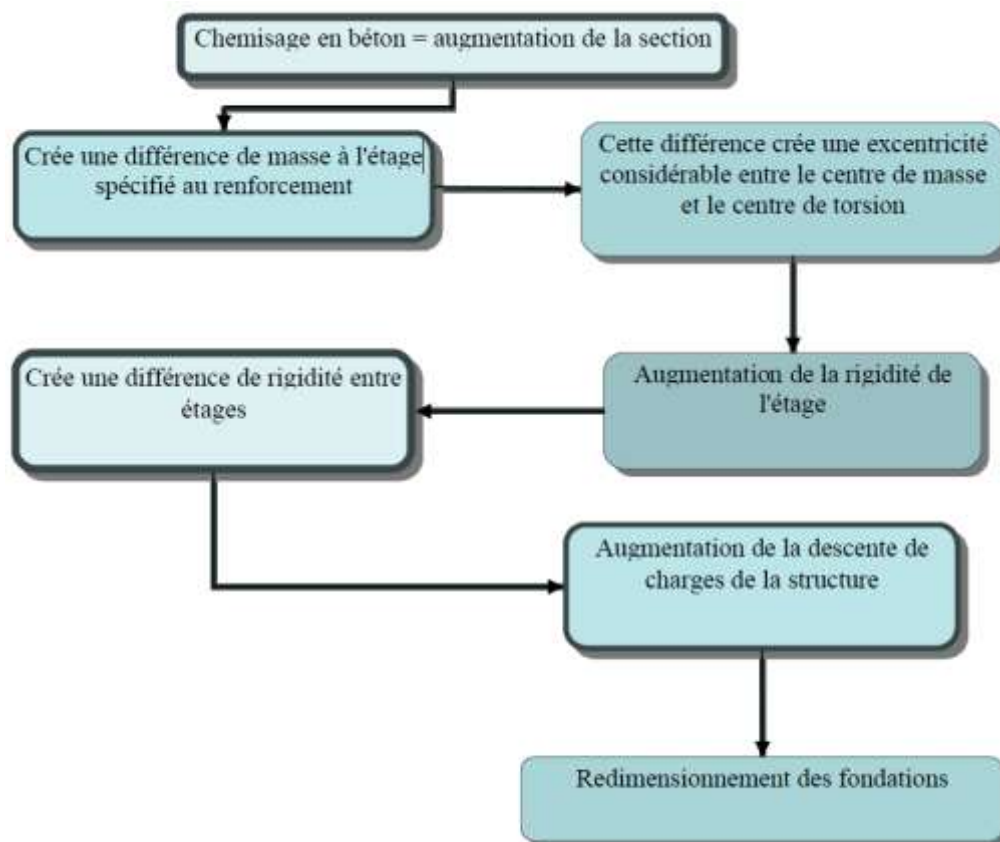 Chemisage en béton = augmentation de la section
Crée une différence de masse à l'étage
spécifié au renforcement
Cette différence crée une excentricité
considérable entre le centre de masse
et le centre de torsion
Augmentation de la rigidité de
l'étage
Crée une différence de rigidité entre
étages
Augmentation de la descente de
charges de la structure
Redimensionnement des fondations